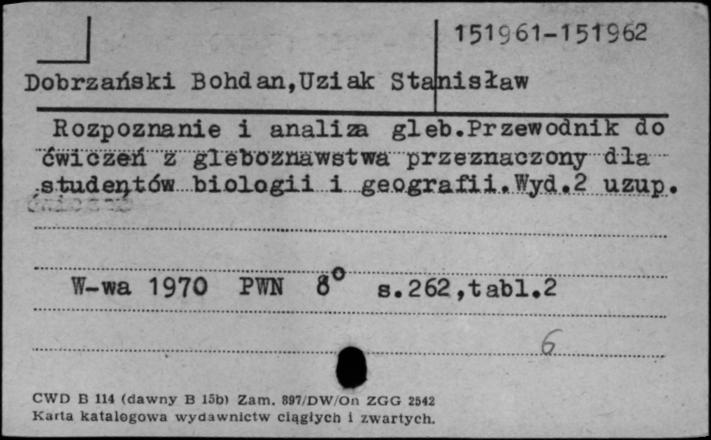 151961-151962
Dobrzański Bohdan,Uziak Stanisław
Rozpoznanie i analiza gleb.Przewodnik do
ćwiczeń z gleboznawstwa przeznaczony dla
studentów biologii i geografii.Wyd.2 uzup.
W-wa 1970 PWN 8° s.262,tabl.2
6
CWD B 114 (dawny B 15b) Zam. 897/DW/On ZGG 2542
Karta katalogowa wydawnictw ciągłych i zwartych.